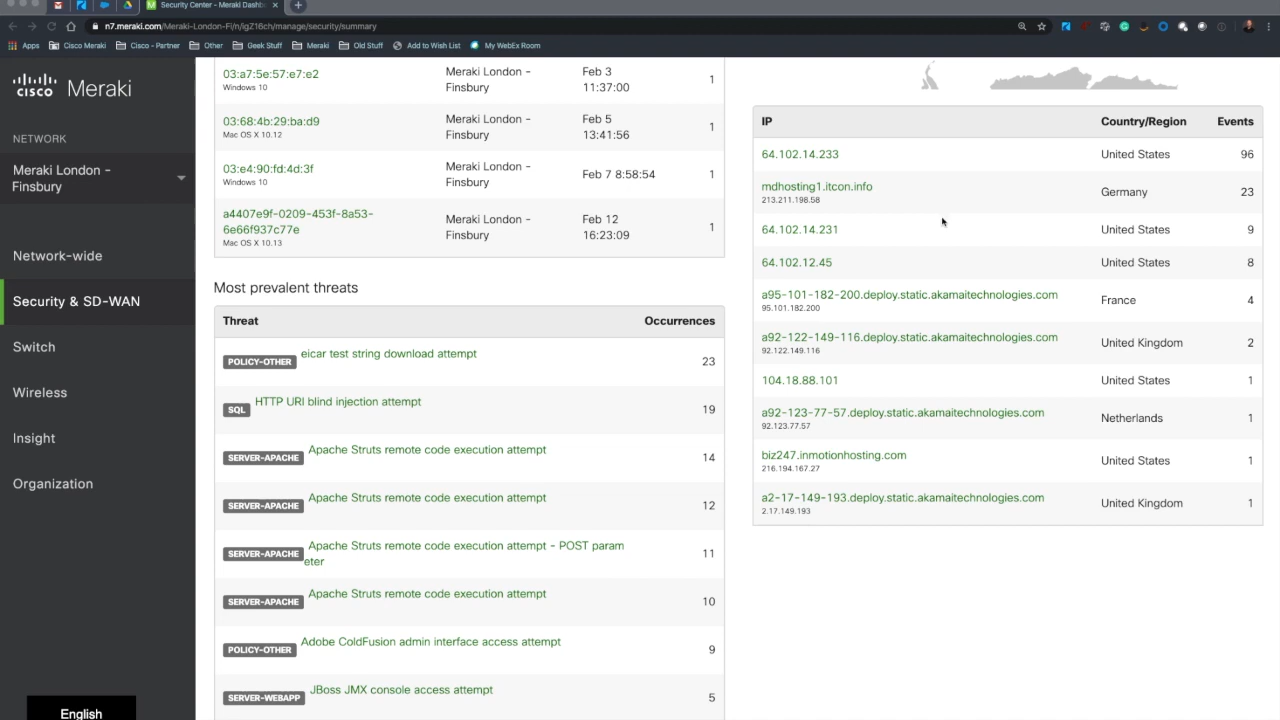 Security Center - Meraki Dashb
n7.meraki.com/Meraki-London-Fi/n/igZ16ch/manage/security/summary
Apps
Cisco Meraki
Cisco - Partner
Other
Geek Stuff
Meraki
Old Stuff
Add to Wish List
My WebEx Room
cisco Meraki
NETWORK
Meraki London -
Finsbury
Network-wide
Security & SD-WAN
Switch
Wireless
Insight
Organization
English
03:a7:5e:57:e7:e2
Windows 10
Meraki London -
Finsbury
Feb 3
11:37:00
1
03:68:4b:29:ba:d9
Mac OS X 10.12
Meraki London -
Finsbury
Feb 5
13:41:56
1
03:e4:90:fd:4d:3f
Windows 10
Meraki London -
Finsbury
Feb 7 8:58:54
1
a4407e9f-0209-453f-8a53-
6e66f937c77e
Mac OS X 10.13
Meraki London -
Finsbury
Feb 12
16:23:09
1
Most prevalent threats
Threat Occurrences
POLICY-OTHER eicar test string download attempt 23
SQL HTTP URI blind injection attempt 19
SERVER-APACHE Apache Struts remote code execution attempt 14
SERVER-APACHE Apache Struts remote code execution attempt 12
SERVER-APACHE Apache Struts remote code execution attempt - POST param
eter
11
SERVER-APACHE Apache Struts remote code execution attempt 10
POLICY-OTHER Adobe ColdFusion admin interface access attempt 9
SERVER-WEBAPP JBoss JMX console access attempt 5
IP Country/Region Events
64.102.14.233 United States 96
mdhosting1.itcon.info
213.211.198.58
Germany 23
64.102.14.231 United States 9
64.102.12.45 United States 8
a95-101-182-200.deploy.static.akamaitechnologies.com
95.101.182.200
France 4
a92-122-149-116.deploy.static.akamaitechnologies.com
92.122.149.116
United Kingdom 2
104.18.88.101 United States 1
a92-123-77-57.deploy.static.akamaitechnologies.com
92.123.77.57
Netherlands 1
biz247.inmotionhosting.com
216.194.167.27
United States 1
a2-17-149-193.deploy.static.akamaitechnologies.com
2.17.149.193
United Kingdom 1